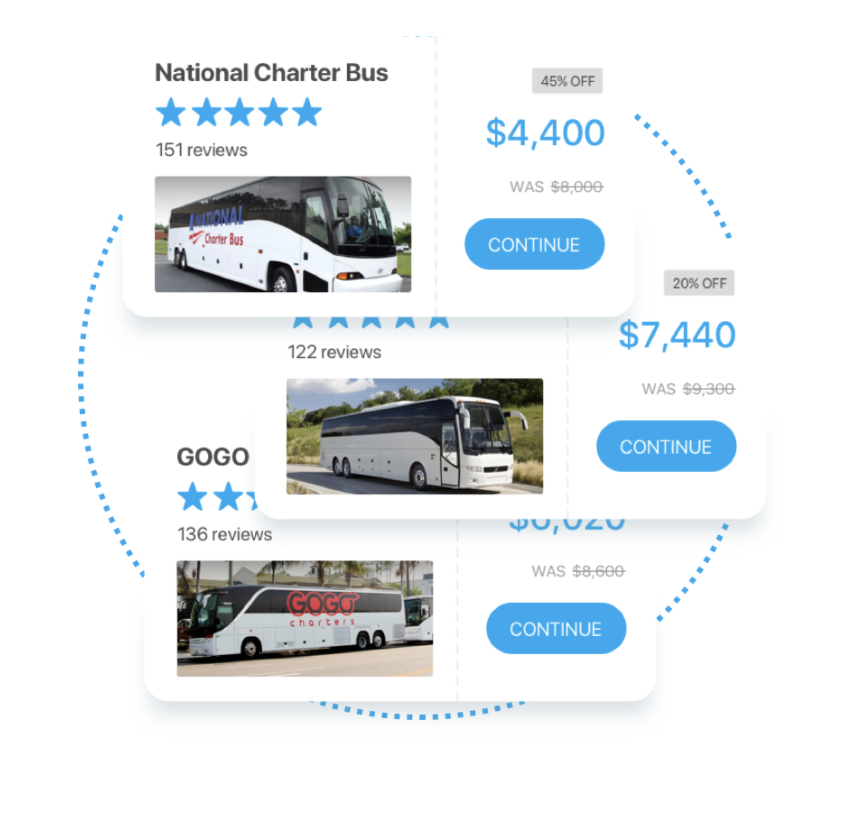 National Charter Bus
151 reviews
NATIONAL
Charter Bus
45% OFF
$4,400
WAS $8,000
CONTINUE
122 reviews
20% OFF
$7,440
WAS $9,300
CONTINUE
GOGO
136 reviews
GOGO
charters
WAS $8,600
CONTINUE